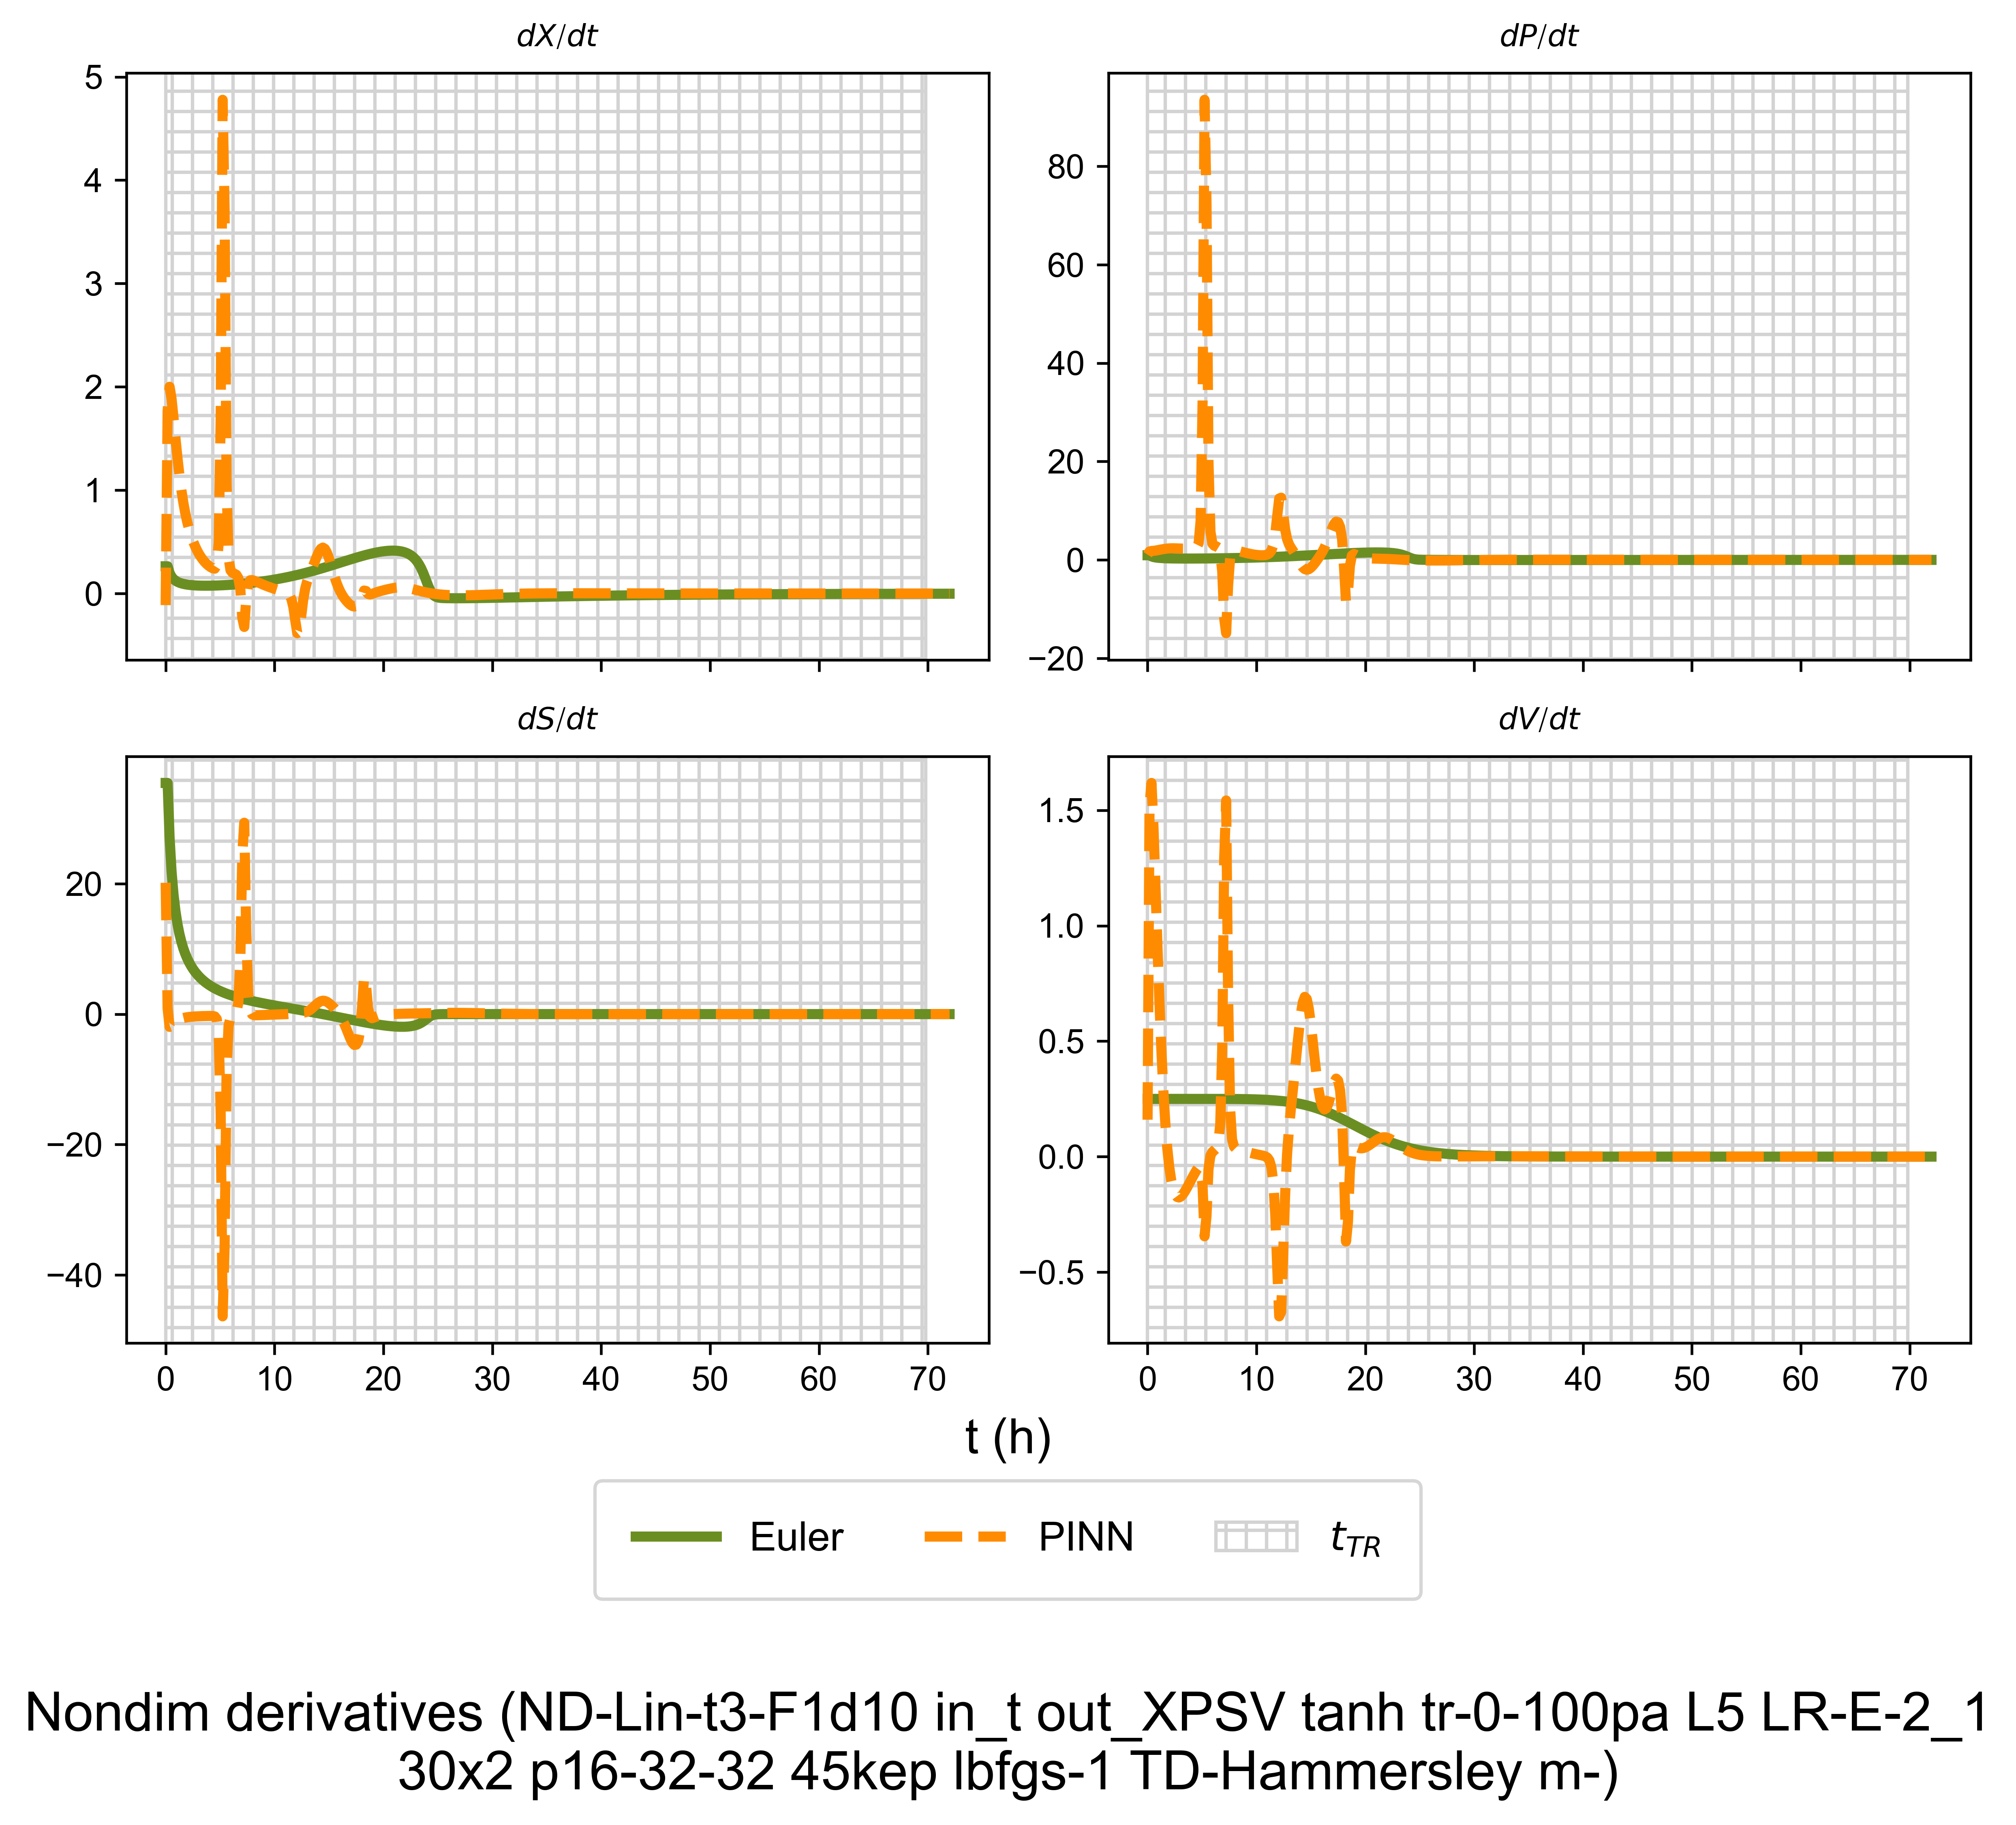 dX/dt
dP/dt
5
4
3
2
1
0
80
60
40
20
0
−20
dS/dt
dV/dt
20
0
−20
−40
1.5
1.0
0.5
0.0
−0.5
0 10 20 30 40 50 60 70
0 10 20 30 40 50 60 70
t (h)
Euler PINN t_TR
Nondim derivatives (ND-Lin-t3-F1d10 in_t out_XPSV tanh tr-0-100pa L5 LR-E-2_1
30x2 p16-32-32 45kep lbfgs-1 TD-Hammersley m-)